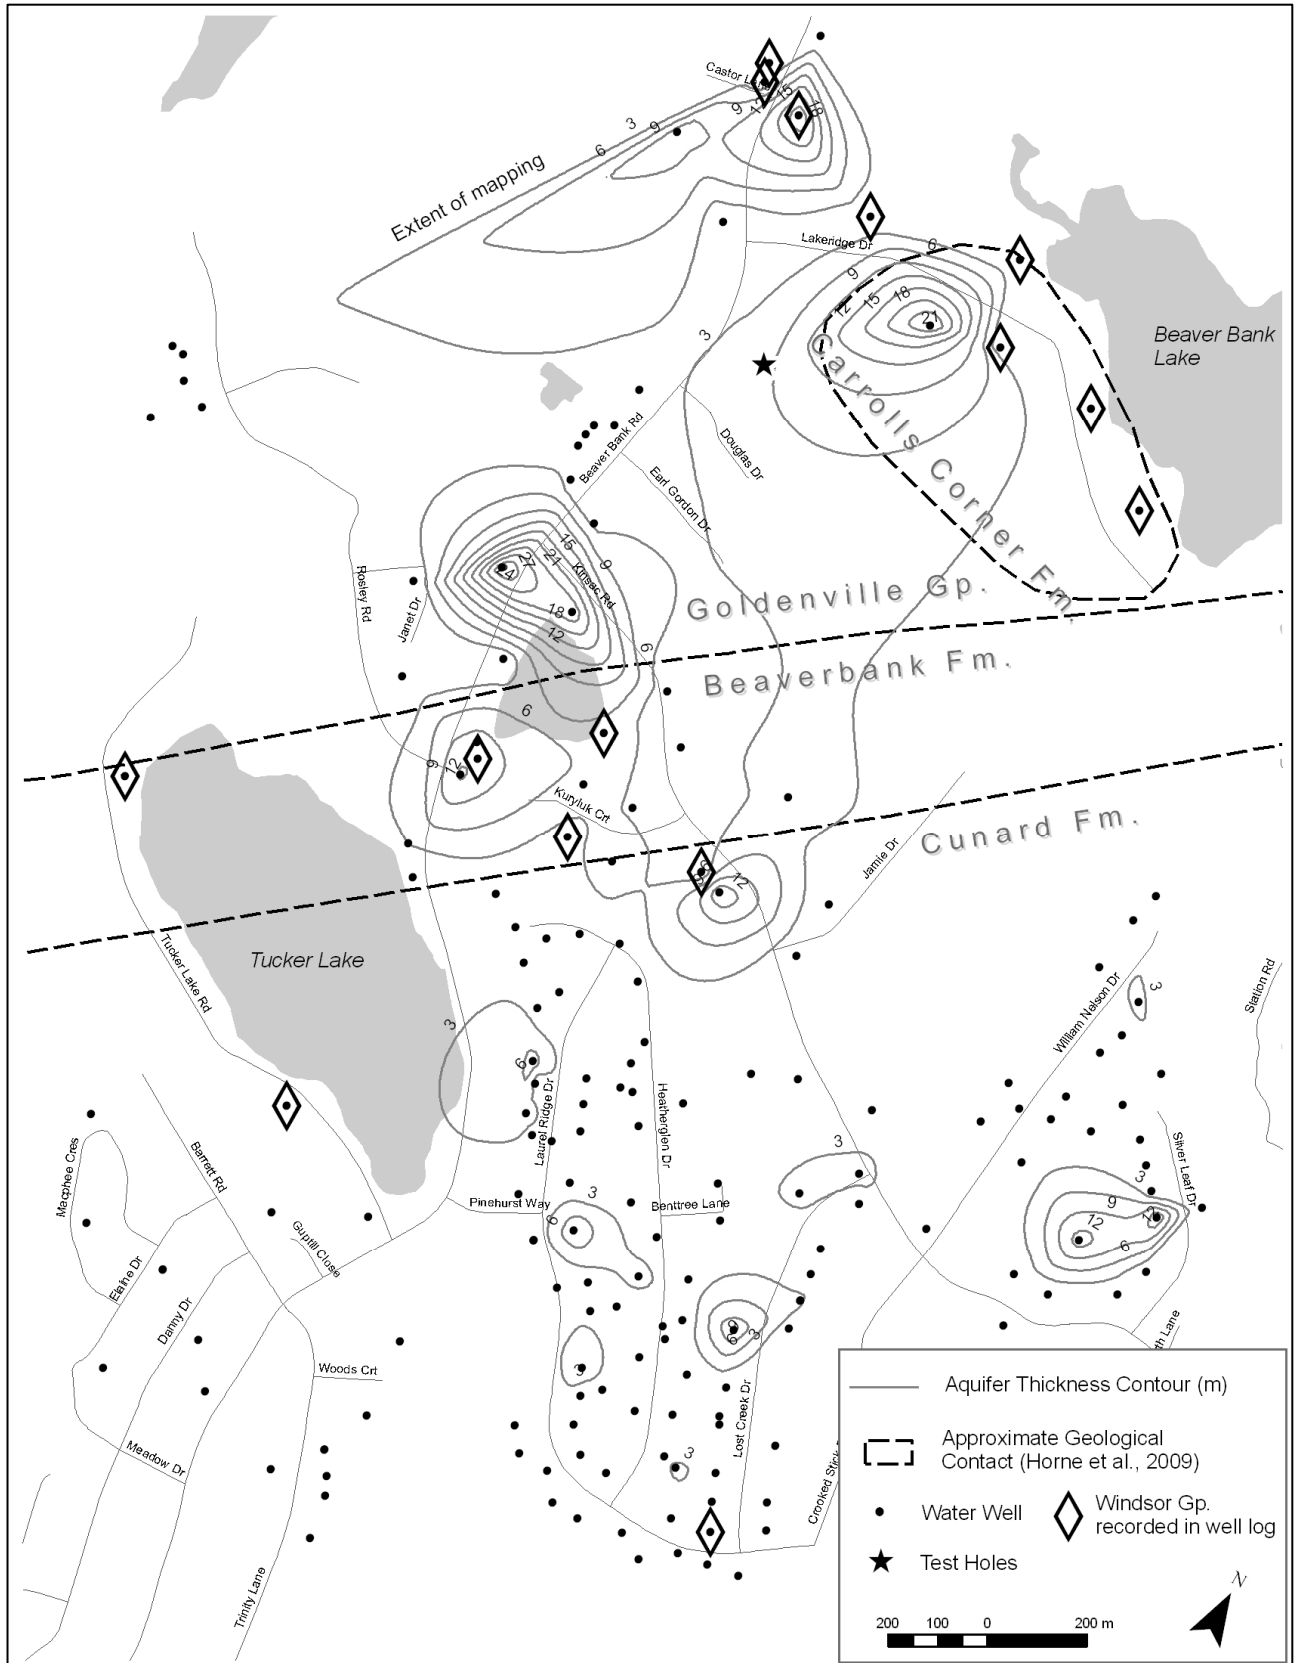 Castor
15
18
9
3
9
6
Extent of mapping
Lakeridge Dr
6
9
12
15
18
21
3
Beaver Bank
Lake
Carrolls Corner Fm.
Beaver Bank Rd
Douglas Dr
Earl Gordon Dr
15
9
27
21
24
Kinsac Rd
18
12
Rosley Rd
Janet Dr
Goldenville Gp.
6
Beaverbank Fm.
6
9
12
Kuryluk Crt
Cunard Fm.
12
Jamie Dr
Tucker Lake
Tucker Lake Rd
William Nelson Dr
3
Station Rd
3
6
Laurel Ridge Dr
Heatherglen Dr
Macphee Cres
Barrett Rd
3
Silver Leaf Dr
3
Pinehurst Way
3
Benttree Lane
9
12
12
6
6
Guptill Close
Elaine Dr
Danny Dr
3
th Lane
Woods Crt
3
Meadow Dr
Lost Creek Dr
3
Crooked Stick
Trinity Lane
Aquifer Thickness Contour (m)
Approximate Geological
Contact (Horne et al., 2009)
Water Well
Windsor Gp.
recorded in well log
Test Holes
N
200 100 0 200 m